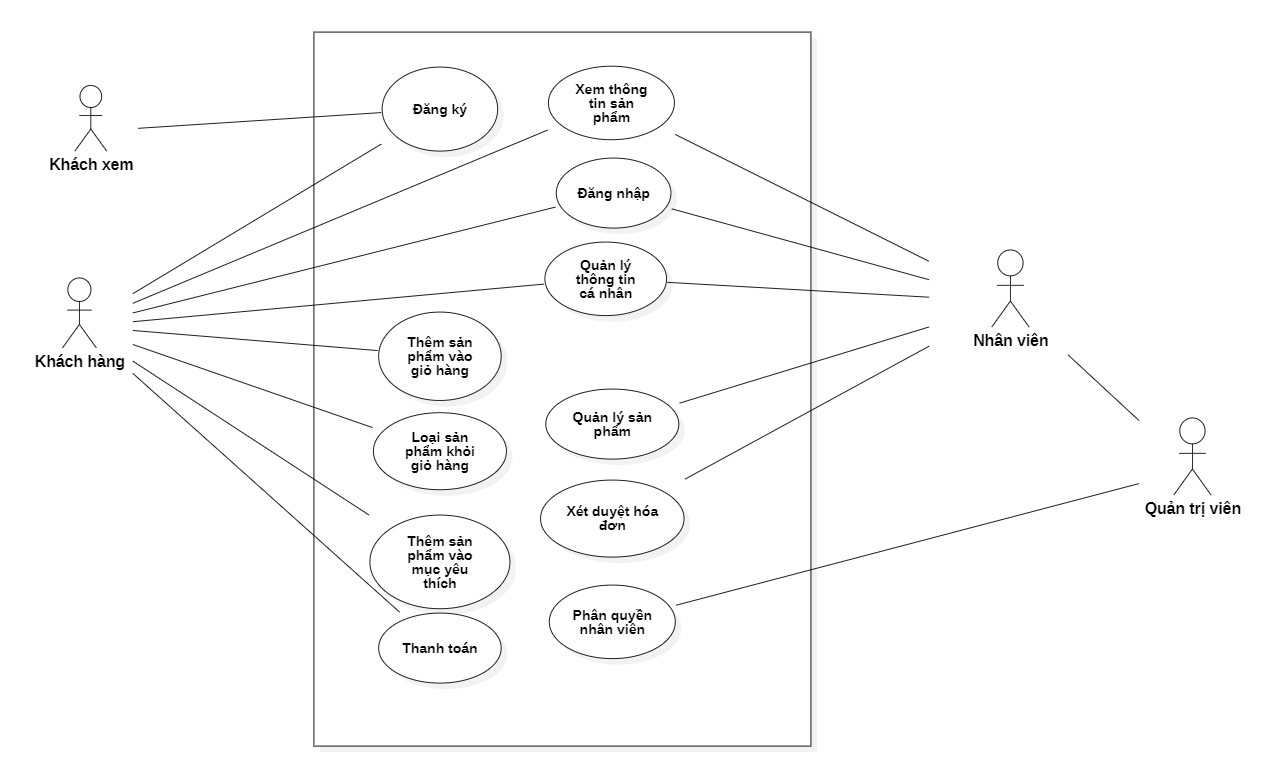 Khách xem
Khách hàng
Đăng ký
Thêm sản
phẩm vào
giỏ hàng
Loại sản
phẩm khỏi
giỏ hàng
Thêm sản
phẩm vào
mục yêu
thích
Thanh toán
Xem thông
tin sản
phẩm
Đăng nhập
Quản lý
thông tin
cá nhân
Quản lý sản
phẩm
Xét duyệt hóa
đơn
Phân quyền
nhân viên
Nhân viên
Quản trị viên